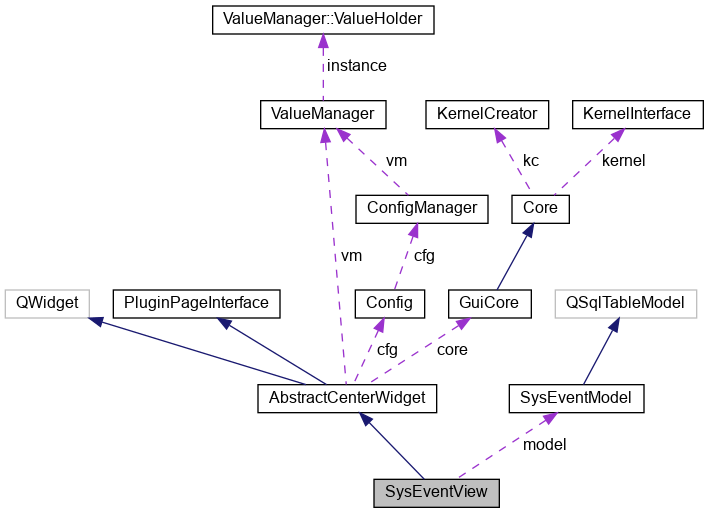 ValueManager::ValueHolder
instance
ValueManager
KernelCreator
KernelInterface
vm
kc
kernel
ConfigManager
Core
vm
cfg
QWidget
PluginPageInterface
Config
GuiCore
QSqlTableModel
cfg
core
AbstractCenterWidget
SysEventModel
model
SysEventView